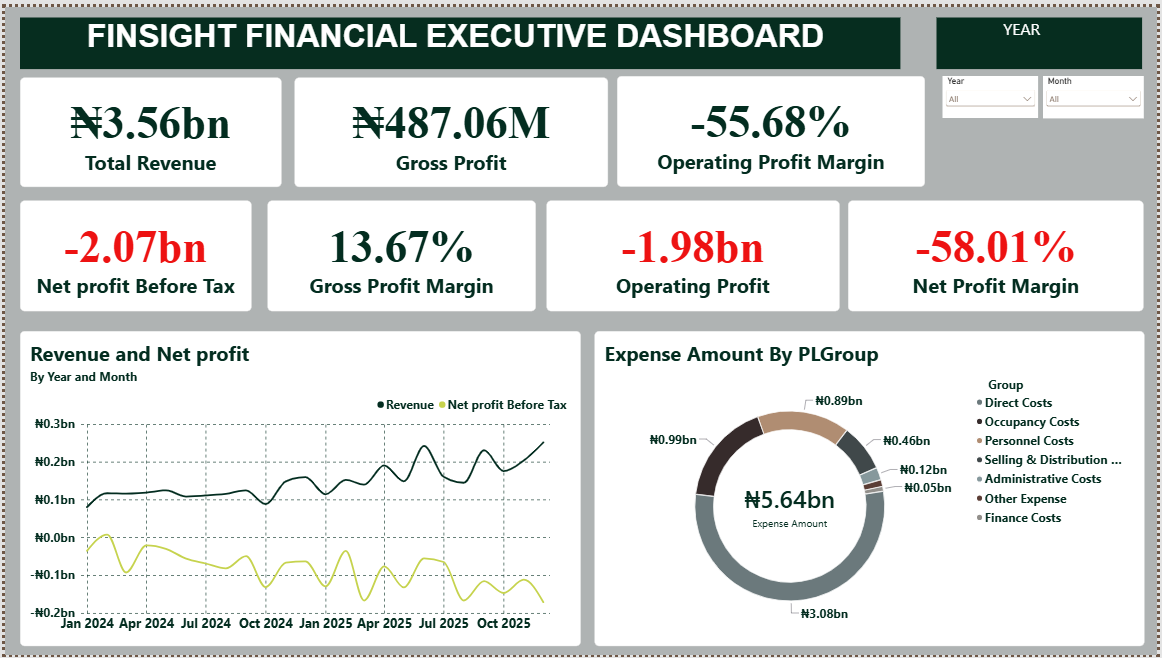 FINSIGHT FINANCIAL EXECUTIVE DASHBOARD
YEAR
Year
All
Month
All
₦3.56bn
Total Revenue
₦487.06M
Gross Profit
-55.68%
Operating Profit Margin
-2.07bn
Net profit Before Tax
13.67%
Gross Profit Margin
-1.98bn
Operating Profit
-58.01%
Net Profit Margin
Revenue and Net profit
By Year and Month
Revenue
Net profit Before Tax
₦0.3bn
₦0.2bn
₦0.1bn
₦0.0bn
-₦0.1bn
-₦0.2bn
Jan 2024 Apr 2024 Jul 2024 Oct 2024 Jan 2025 Apr 2025 Jul 2025 Oct 2025
Expense Amount By PLGroup
₦0.89bn
₦0.99bn
₦0.46bn
₦0.12bn
₦0.05bn
₦5.64bn
Expense Amount
₦3.08bn
Group
Direct Costs
Occupancy Costs
Personnel Costs
Selling & Distribution ...
Administrative Costs
Other Expense
Finance Costs